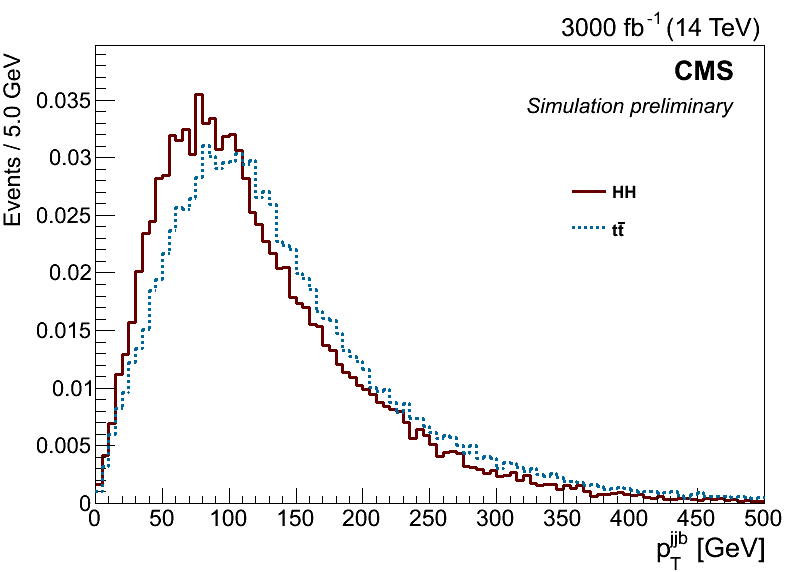 3000 fb⁻¹ (14 TeV)
Events / 5.0 GeV
CMS
Simulation preliminary
HH
tt̄
0.035
0.03
0.025
0.02
0.015
0.01
0.005
0
0 50 100 150 200 250 300 350 400 450 500
p_T^jjb [GeV]